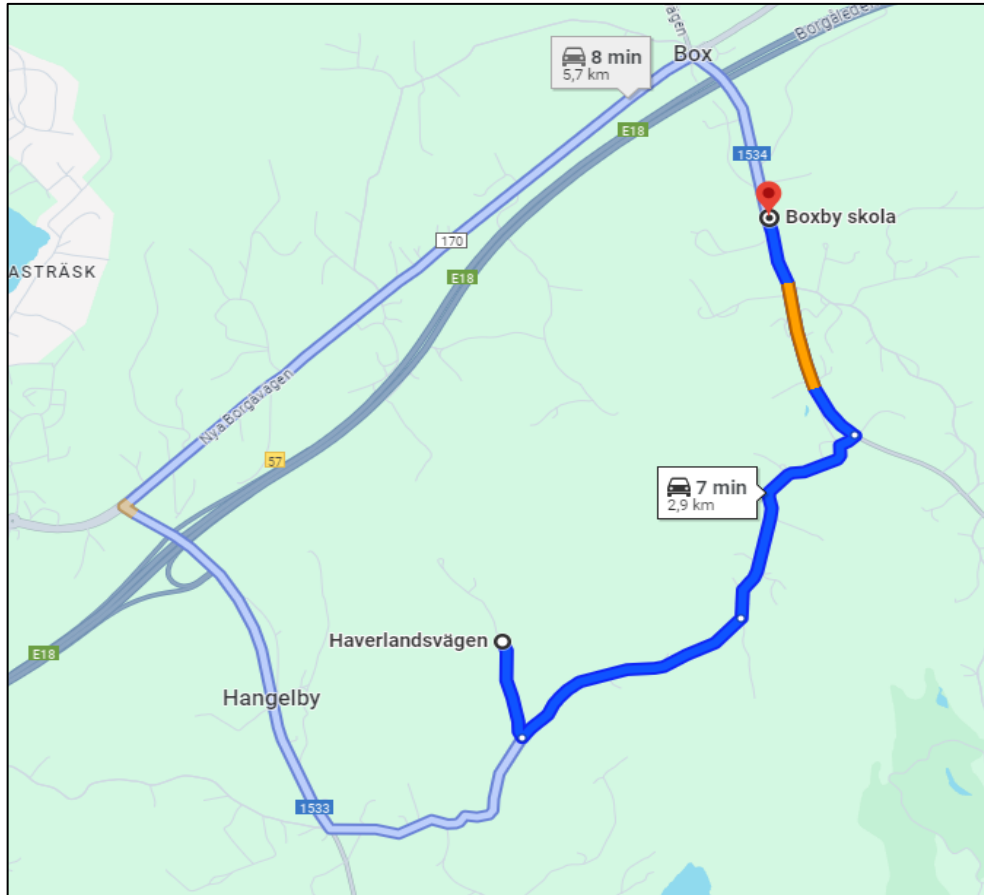 Borgåleden
8 min
5,7 km
Box
E18
1534
Boxby skola
170
E18
ASTRÄSK
Nya Borgåvägen
57
7 min
2,9 km
Haverlandsvägen
E18
Hangelby
1533